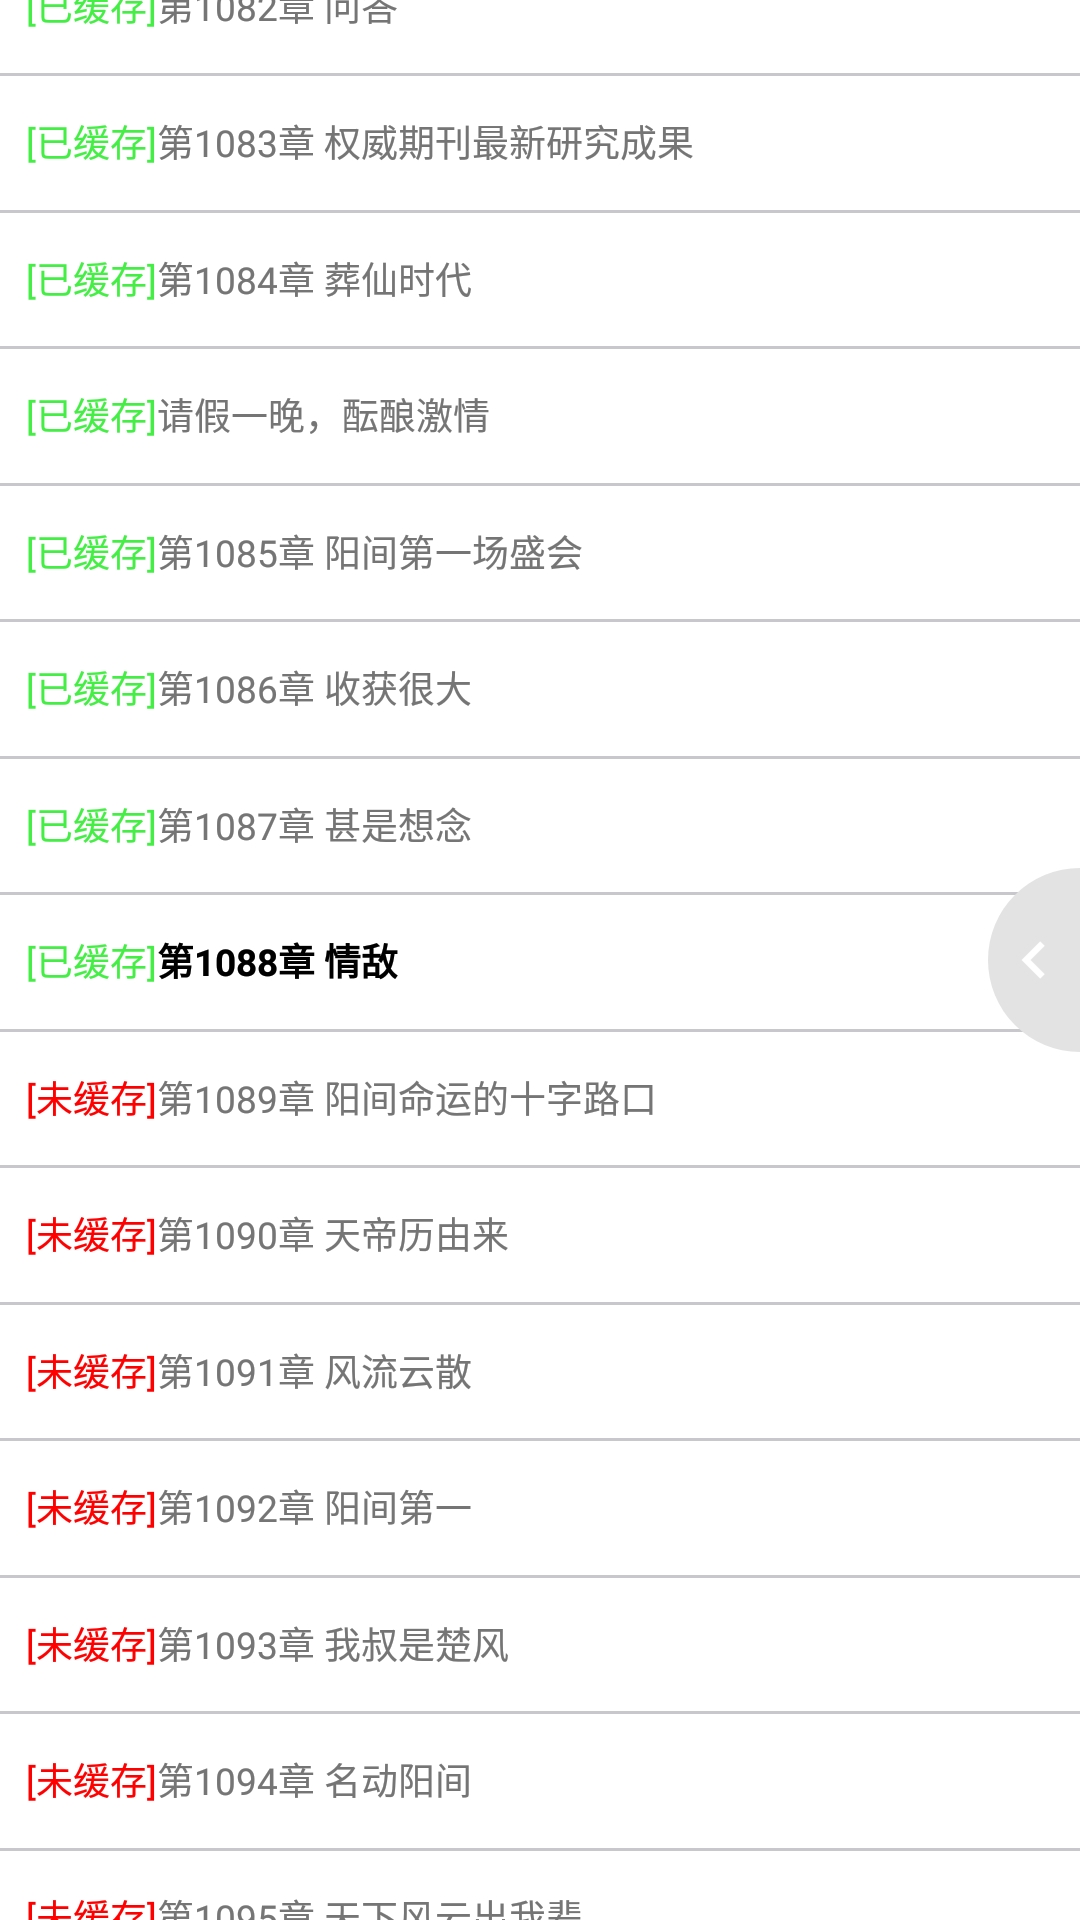 [已缓存]第1082章 问答
[已缓存]第1083章 权威期刊最新研究成果
[已缓存]第1084章 葬仙时代
[已缓存]请假一晚，酝酿激情
[已缓存]第1085章 阳间第一场盛会
[已缓存]第1086章 收获很大
[已缓存]第1087章 甚是想念
[已缓存]第1088章 情敌
[未缓存]第1089章 阳间命运的十字路口
[未缓存]第1090章 天帝历由来
[未缓存]第1091章 风流云散
[未缓存]第1092章 阳间第一
[未缓存]第1093章 我叔是楚风
[未缓存]第1094章 名动阳间
[未缓存]第1095章 天下风云出我辈